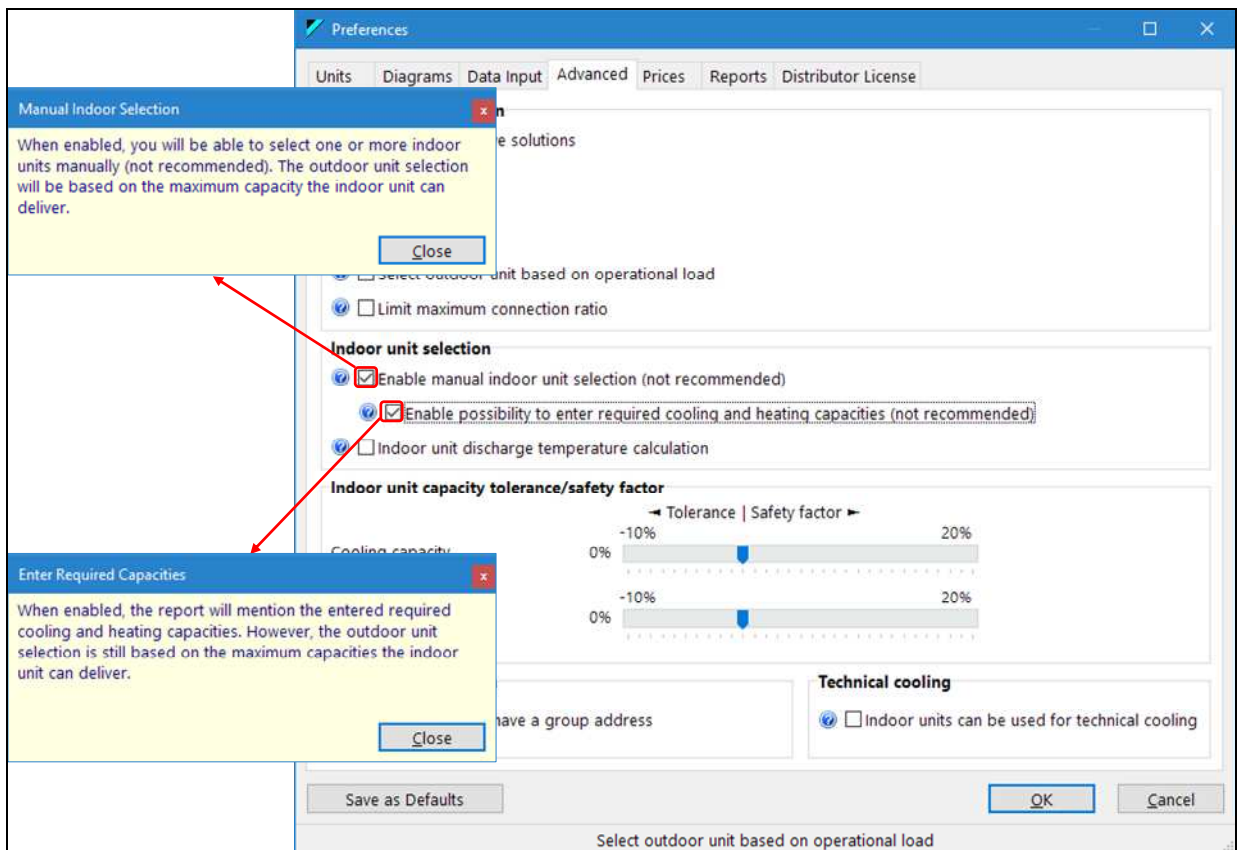 Preferences
Units Diagrams Data Input Advanced Prices Reports Distributor License
Manual Indoor Selection
x
When enabled, you will be able to select one or more indoor
units manually (not recommended). The outdoor unit selection
will be based on the maximum capacity the indoor unit can
deliver.
Close
n
e solutions
Select outdoor unit based on operational load
Limit maximum connection ratio
Indoor unit selection
Enable manual indoor unit selection (not recommended)
Enable possibility to enter required cooling and heating capacities (not recommended)
Indoor unit discharge temperature calculation
Indoor unit capacity tolerance/safety factor
◄ Tolerance | Safety factor ►
-10% 20%
Cooling capacity 0%
-10% 20%
0%
Enter Required Capacities
x
When enabled, the report will mention the entered required
cooling and heating capacities. However, the outdoor unit
selection is still based on the maximum capacities the indoor
unit can deliver.
Close
have a group address
Technical cooling
Indoor units can be used for technical cooling
Save as Defaults OK Cancel
Select outdoor unit based on operational load